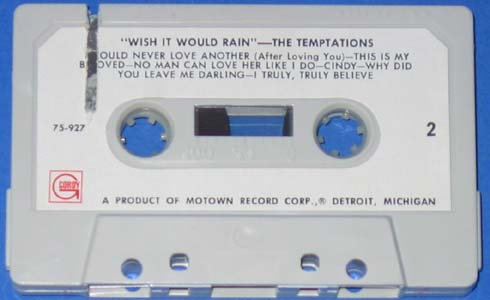 "WISH IT WOULD RAIN"—THE TEMPTATIONS
OULD NEVER LOVE ANOTHER (After Loving You)—THIS IS MY
B OVED—NO MAN CAN LOVE HER LIKE I DO—CINDY—WHY DID
YOU LEAVE ME DARLING—I TRULY, TRULY BELIEVE
75-927
2
GORDY
A PRODUCT OF MOTOWN RECORD CORP.,® DETROIT, MICHIGAN